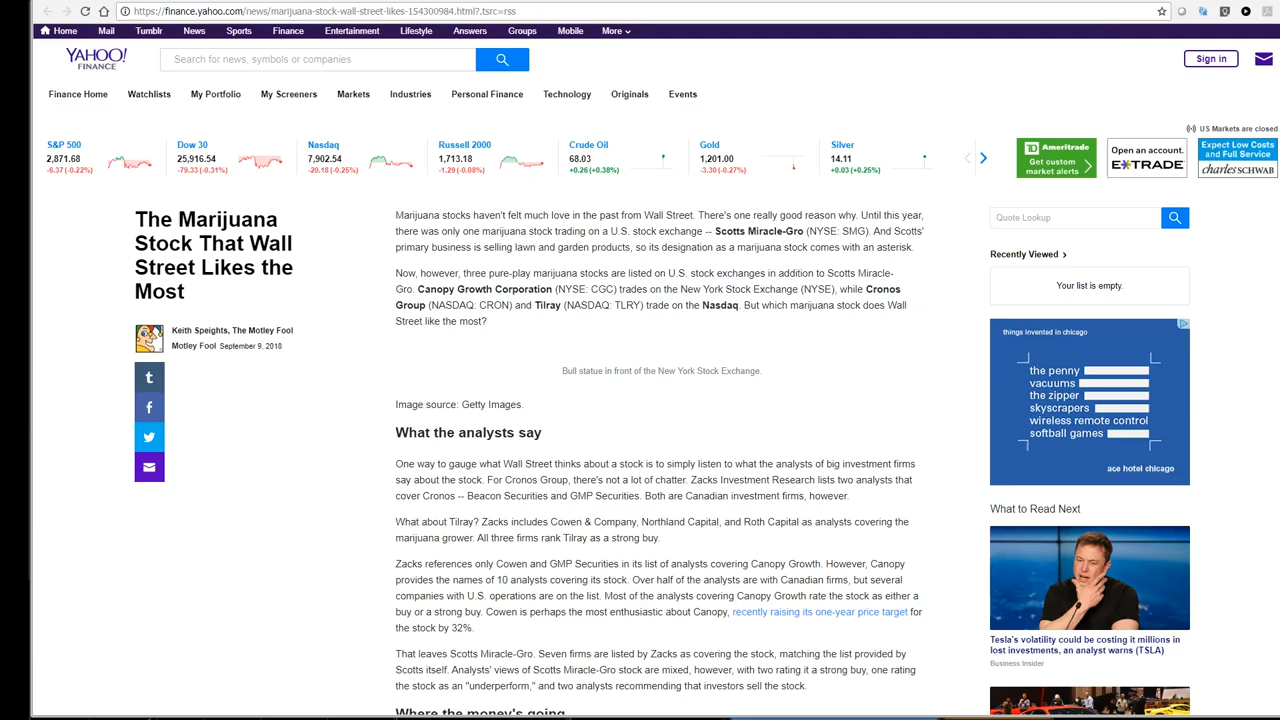 https://finance.yahoo.com/news/marijuana-stock-wall-street-likes-154300984.html?.tsrc=rss
Home Mail Tumblr News Sports Finance Entertainment Lifestyle Answers Groups Mobile More
YAHOO!
FINANCE
Search for news, symbols or companies
Sign in
Finance Home Watchlists My Portfolio My Screeners Markets Industries Personal Finance Technology Originals Events
US Markets are closed
S&P 500
2,871.68
-6.37 (-0.22%)
Dow 30
25,916.54
-79.33 (-0.31%)
Nasdaq
7,902.54
-20.18 (-0.25%)
Russell 2000
1,713.18
-1.29 (-0.08%)
Crude Oil
68.03
+0.26 (+0.38%)
Gold
1,201.00
-3.30 (-0.27%)
Silver
14.11
+0.03 (+0.25%)
TD Ameritrade
Get custom
market alerts
Open an account.
E*TRADE
Expect Low Costs
and Full Service
charles SCHWAB
The Marijuana
Stock That Wall
Street Likes the
Most
Keith Speights, The Motley Fool
Motley Fool September 9, 2018
Marijuana stocks haven't felt much love in the past from Wall Street. There's one really good reason why. Until this year,
there was only one marijuana stock trading on a U.S. stock exchange -- Scotts Miracle-Gro (NYSE: SMG). And Scotts'
primary business is selling lawn and garden products, so its designation as a marijuana stock comes with an asterisk.
Now, however, three pure-play marijuana stocks are listed on U.S. stock exchanges in addition to Scotts Miracle-
Gro. Canopy Growth Corporation (NYSE: CGC) trades on the New York Stock Exchange (NYSE), while Cronos
Group (NASDAQ: CRON) and Tilray (NASDAQ: TLRY) trade on the Nasdaq. But which marijuana stock does Wall
Street like the most?
Bull statue in front of the New York Stock Exchange.
Image source: Getty Images.
What the analysts say
One way to gauge what Wall Street thinks about a stock is to simply listen to what the analysts of big investment firms
say about the stock. For Cronos Group, there's not a lot of chatter. Zacks Investment Research lists two analysts that
cover Cronos -- Beacon Securities and GMP Securities. Both are Canadian investment firms, however.
What about Tilray? Zacks includes Cowen & Company, Northland Capital, and Roth Capital as analysts covering the
marijuana grower. All three firms rank Tilray as a strong buy.
Zacks references only Cowen and GMP Securities in its list of analysts covering Canopy Growth. However, Canopy
provides the names of 10 analysts covering its stock. Over half of the analysts are with Canadian firms, but several
companies with U.S. operations are on the list. Most of the analysts covering Canopy Growth rate the stock as either a
buy or a strong buy. Cowen is perhaps the most enthusiastic about Canopy, recently raising its one-year price target for
the stock by 32%.
That leaves Scotts Miracle-Gro. Seven firms are listed by Zacks as covering the stock, matching the list provided by
Scotts itself. Analysts' views of Scotts Miracle-Gro stock are mixed, however, with two rating it a strong buy, one rating
the stock as an "underperform," and two analysts recommending that investors sell the stock.
Where the money's going
Quote Lookup
Recently Viewed
Your list is empty.
things invented in chicago
the penny
vacuums
the zipper
skyscrapers
wireless remote control
softball games
ace hotel chicago
What to Read Next
Tesla's volatility could be costing it millions in
lost investments, an analyst warns (TSLA)
Business Insider